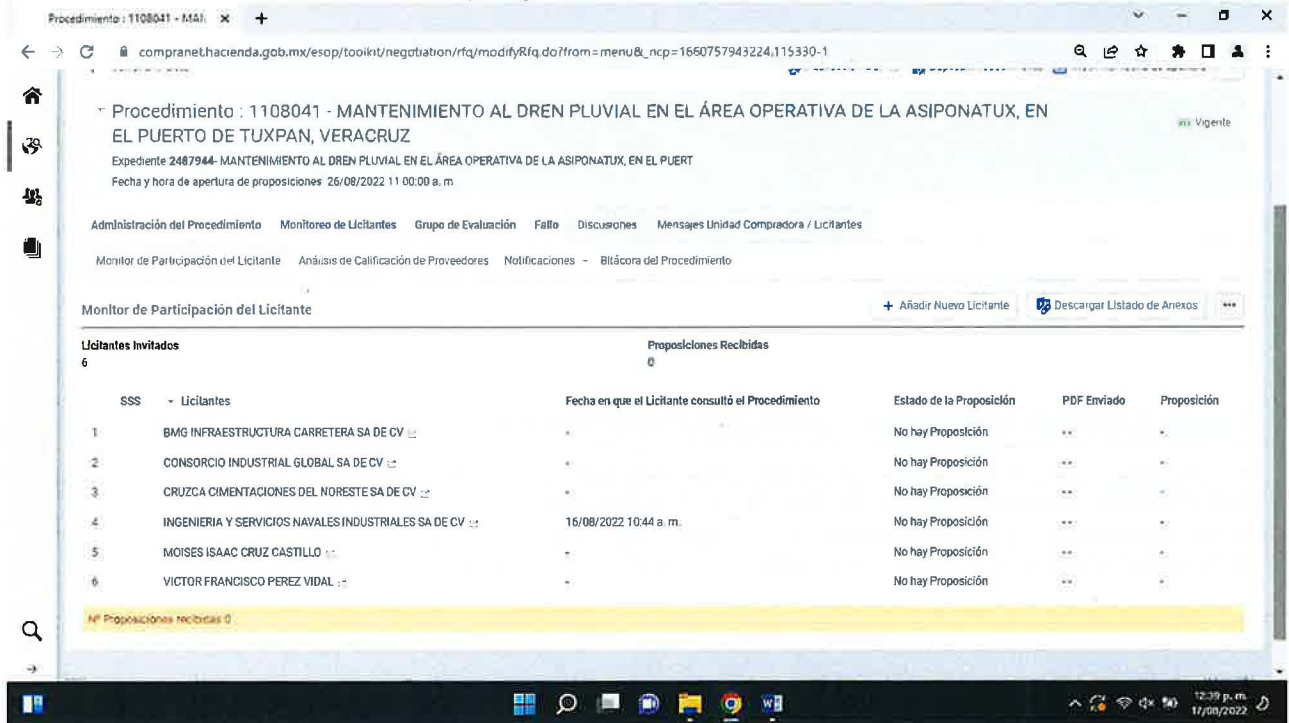 Procedimiento : 1108041 - MAN
compranet.hacienda.gob.mx/esop/toolkit/negotiation/rfq/modifyRfq.do?from=menu&_ncp=1660757943224.115330-1
Procedimiento : 1108041 - MANTENIMIENTO AL DREN PLUVIAL EN EL ÁREA OPERATIVA DE LA ASIPONATUX, EN
EL PUERTO DE TUXPAN, VERACRUZ
Vigente
Expediente 2487944- MANTENIMIENTO AL DREN PLUVIAL EN EL ÁREA OPERATIVA DE LA ASIPONATUX, EN EL PUERT
Fecha y hora de apertura de proposiciones 26/08/2022 11:00:00 a. m
Administración del Procedimiento Monitoreo de Licitantes Grupo de Evaluación Fallo Discusiones Mensajes Unidad Compradora / Licitantes
Monitor de Participación del Licitante Análisis de Calificación de Proveedores Notificaciones - Bitácora del Procedimiento
Monitor de Participación del Licitante + Añadir Nuevo Licitante Descargar Listado de Anexos ...
Licitantes Invitados Proposiciones Recibidas
6 0
SSS Licitantes Fecha en que el Licitante consultó el Procedimiento Estado de la Proposición PDF Enviado Proposición
1 BMG INFRAESTRUCTURA CARRETERA SA DE CV - No hay Proposición -- -
2 CONSORCIO INDUSTRIAL GLOBAL SA DE CV - No hay Proposición -- -
3 CRUZCA CIMENTACIONES DEL NORESTE SA DE CV - No hay Proposición -- -
4 INGENIERIA Y SERVICIOS NAVALES INDUSTRIALES SA DE CV 16/08/2022 10:44 a. m. No hay Proposición -- -
5 MOISES ISAAC CRUZ CASTILLO - No hay Proposición -- -
6 VICTOR FRANCISCO PEREZ VIDAL - No hay Proposición -- -
Nº Proposiciones recibidas 0
12:39 p. m.
17/08/2022